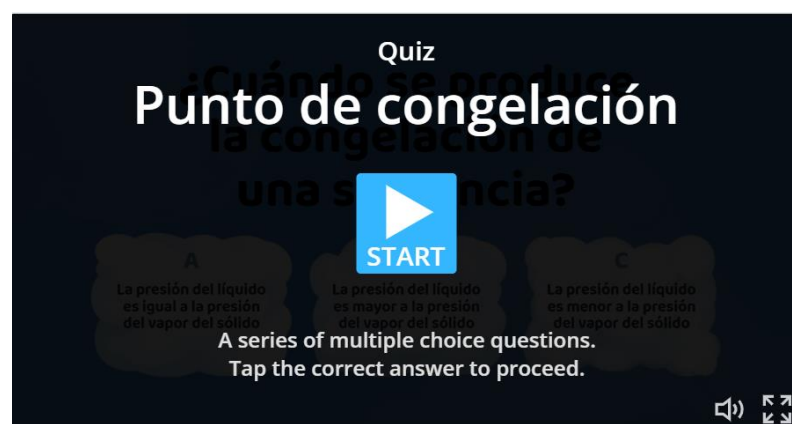 Quiz
Punto de congelación
¿Cuándo se produce
la congelación de
una s ncia?
START
A
C
La presión del líquido
es igual a la presión
del vapor del sólido
La presión del líquido
es mayor a la presión
del vapor del sólido
La presión del líquido
es menor a la presión
del vapor del sólido
A series of multiple choice questions.
Tap the correct answer to proceed.